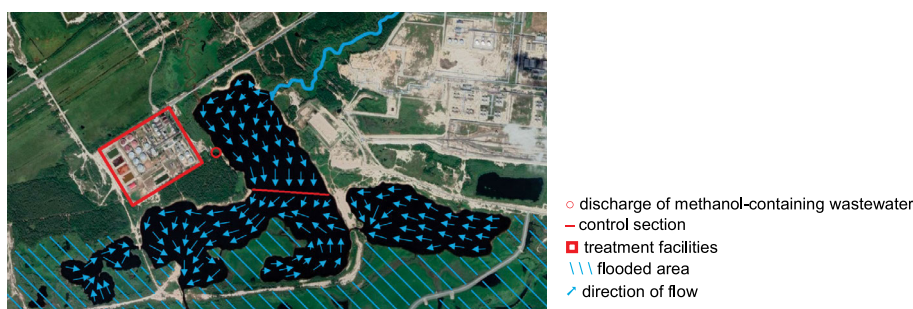 discharge of methanol-containing wastewater
control section
treatment facilities
flooded area
direction of flow